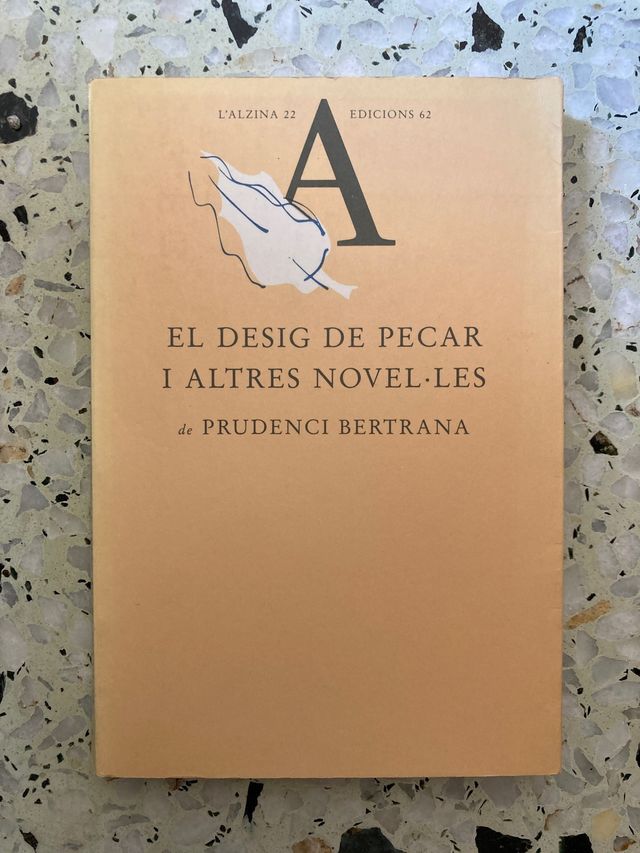 L'ALZINA 22 EDICIONS 62
A
EL DESIG DE PECAR
I ALTRES NOVEL·LES
de PRUDENCI BERTRANA